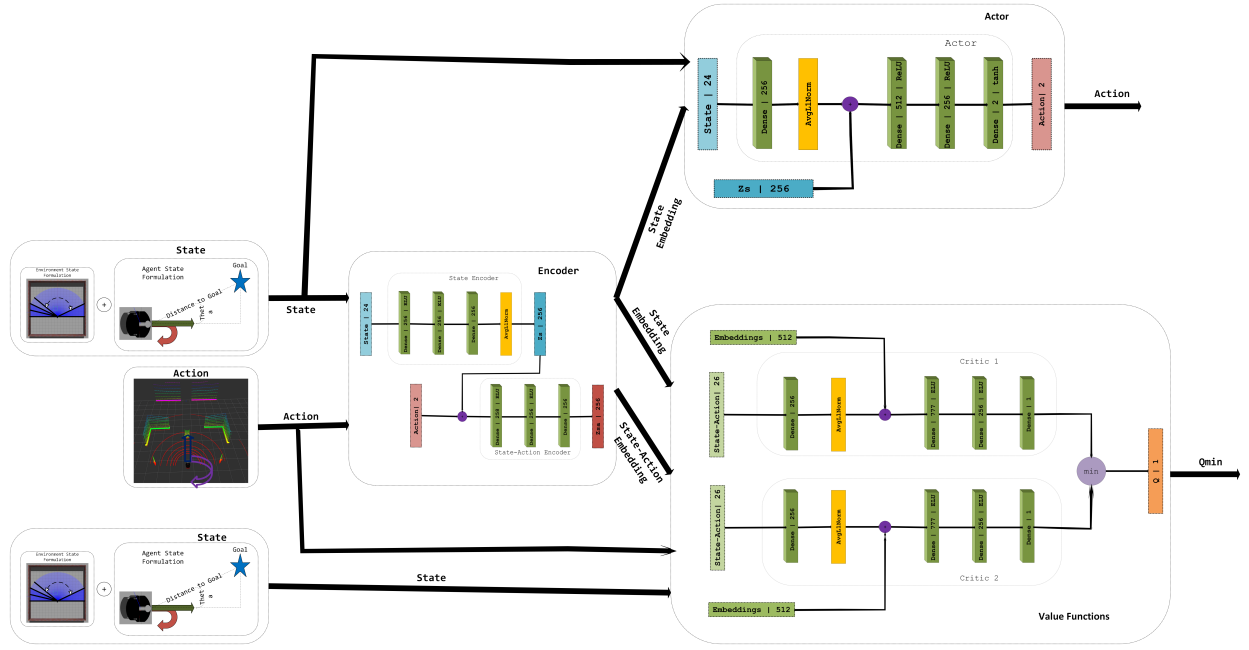 Actor
Actor
State | 24
Dense | 256
AvgL1Norm
Dense | 512 | ReLU
Dense | 256 | ReLU
Dense | 2 | tanh
Action| 2
Zs | 256
Action
State
Embedding
State
Environment State
Formulation
+
Agent State
Formulation
Goal
Distance to Goal
Thet
a
State
Encoder
State Encoder
State | 24
Dense | 256 | ELU
Dense | 256 | ELU
Dense | 256
AvgL1Norm
Zs | 256
Action| 2
Dense | 256 | ELU
Dense | 256 | ELU
Dense | 256
Zsa | 256
State-Action Encoder
Action
Action
State
Embedding
State-Action
Embedding
Embeddings | 512
Critic 1
State-Action| 26
Dense | 256
AvgL1Norm
Dense | 777 | ELU
Dense | 256 | ELU
Dense | 1
min
Q | 1
Qmin
State-Action| 26
Dense | 256
AvgL1Norm
Dense | 777 | ELU
Dense | 256 | ELU
Dense | 1
Critic 2
Embeddings | 512
Value Functions
State
Environment State
Formulation
+
Agent State
Formulation
Goal
Distance to Goal
Thet
a
State